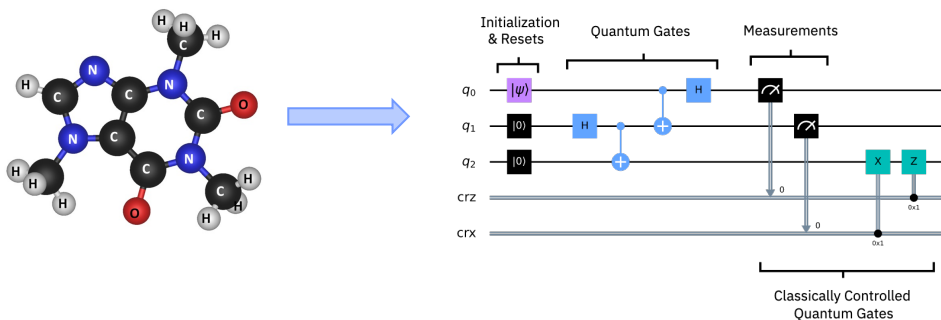 H
H
H
C
H
N
N
C
C
C
O
C
N
N
C
H
C
H
H
C
H
H
H
O
Initialization
& Resets
Quantum Gates
Measurements
q0
|ψ⟩
H
q1
|0⟩
H
q2
|0⟩
X
Z
crz
0
0x1
crx
0
0x1
Classically Controlled
Quantum Gates